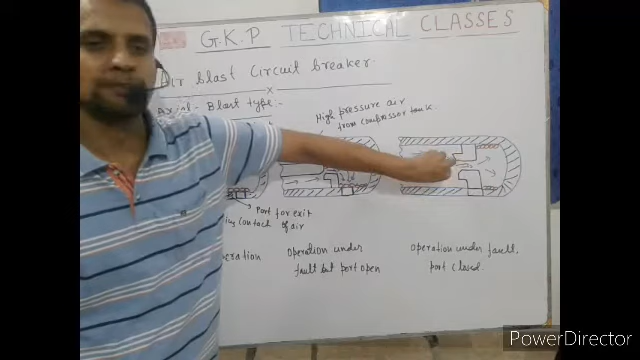 G.K.P TECHNICAL CLASSES
Air blast Circuit breaker.
x
Axial-Blast type:-
High pressure air
from compressor tank.
Port for exit
of air
Contact
Operation under
fault but port open
Operation under fault,
port closed.
PowerDirector